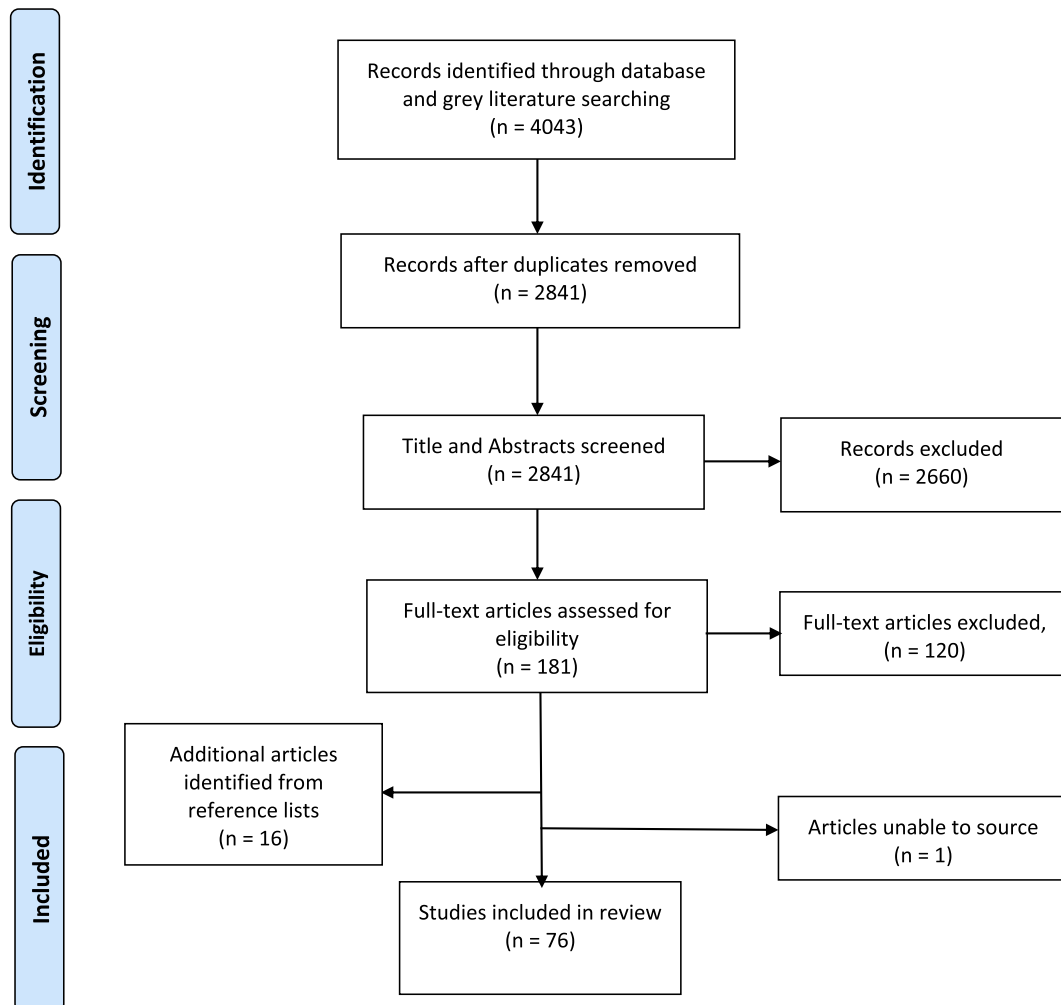 Identification
Records identified through database
and grey literature searching
(n = 4043)
Records after duplicates removed
(n = 2841)
Screening
Title and Abstracts screened
(n = 2841)
Records excluded
(n = 2660)
Eligibility
Full-text articles assessed for
eligibility
(n = 181)
Full-text articles excluded,
(n = 120)
Additional articles
identified from
reference lists
(n = 16)
Articles unable to source
(n = 1)
Included
Studies included in review
(n = 76)